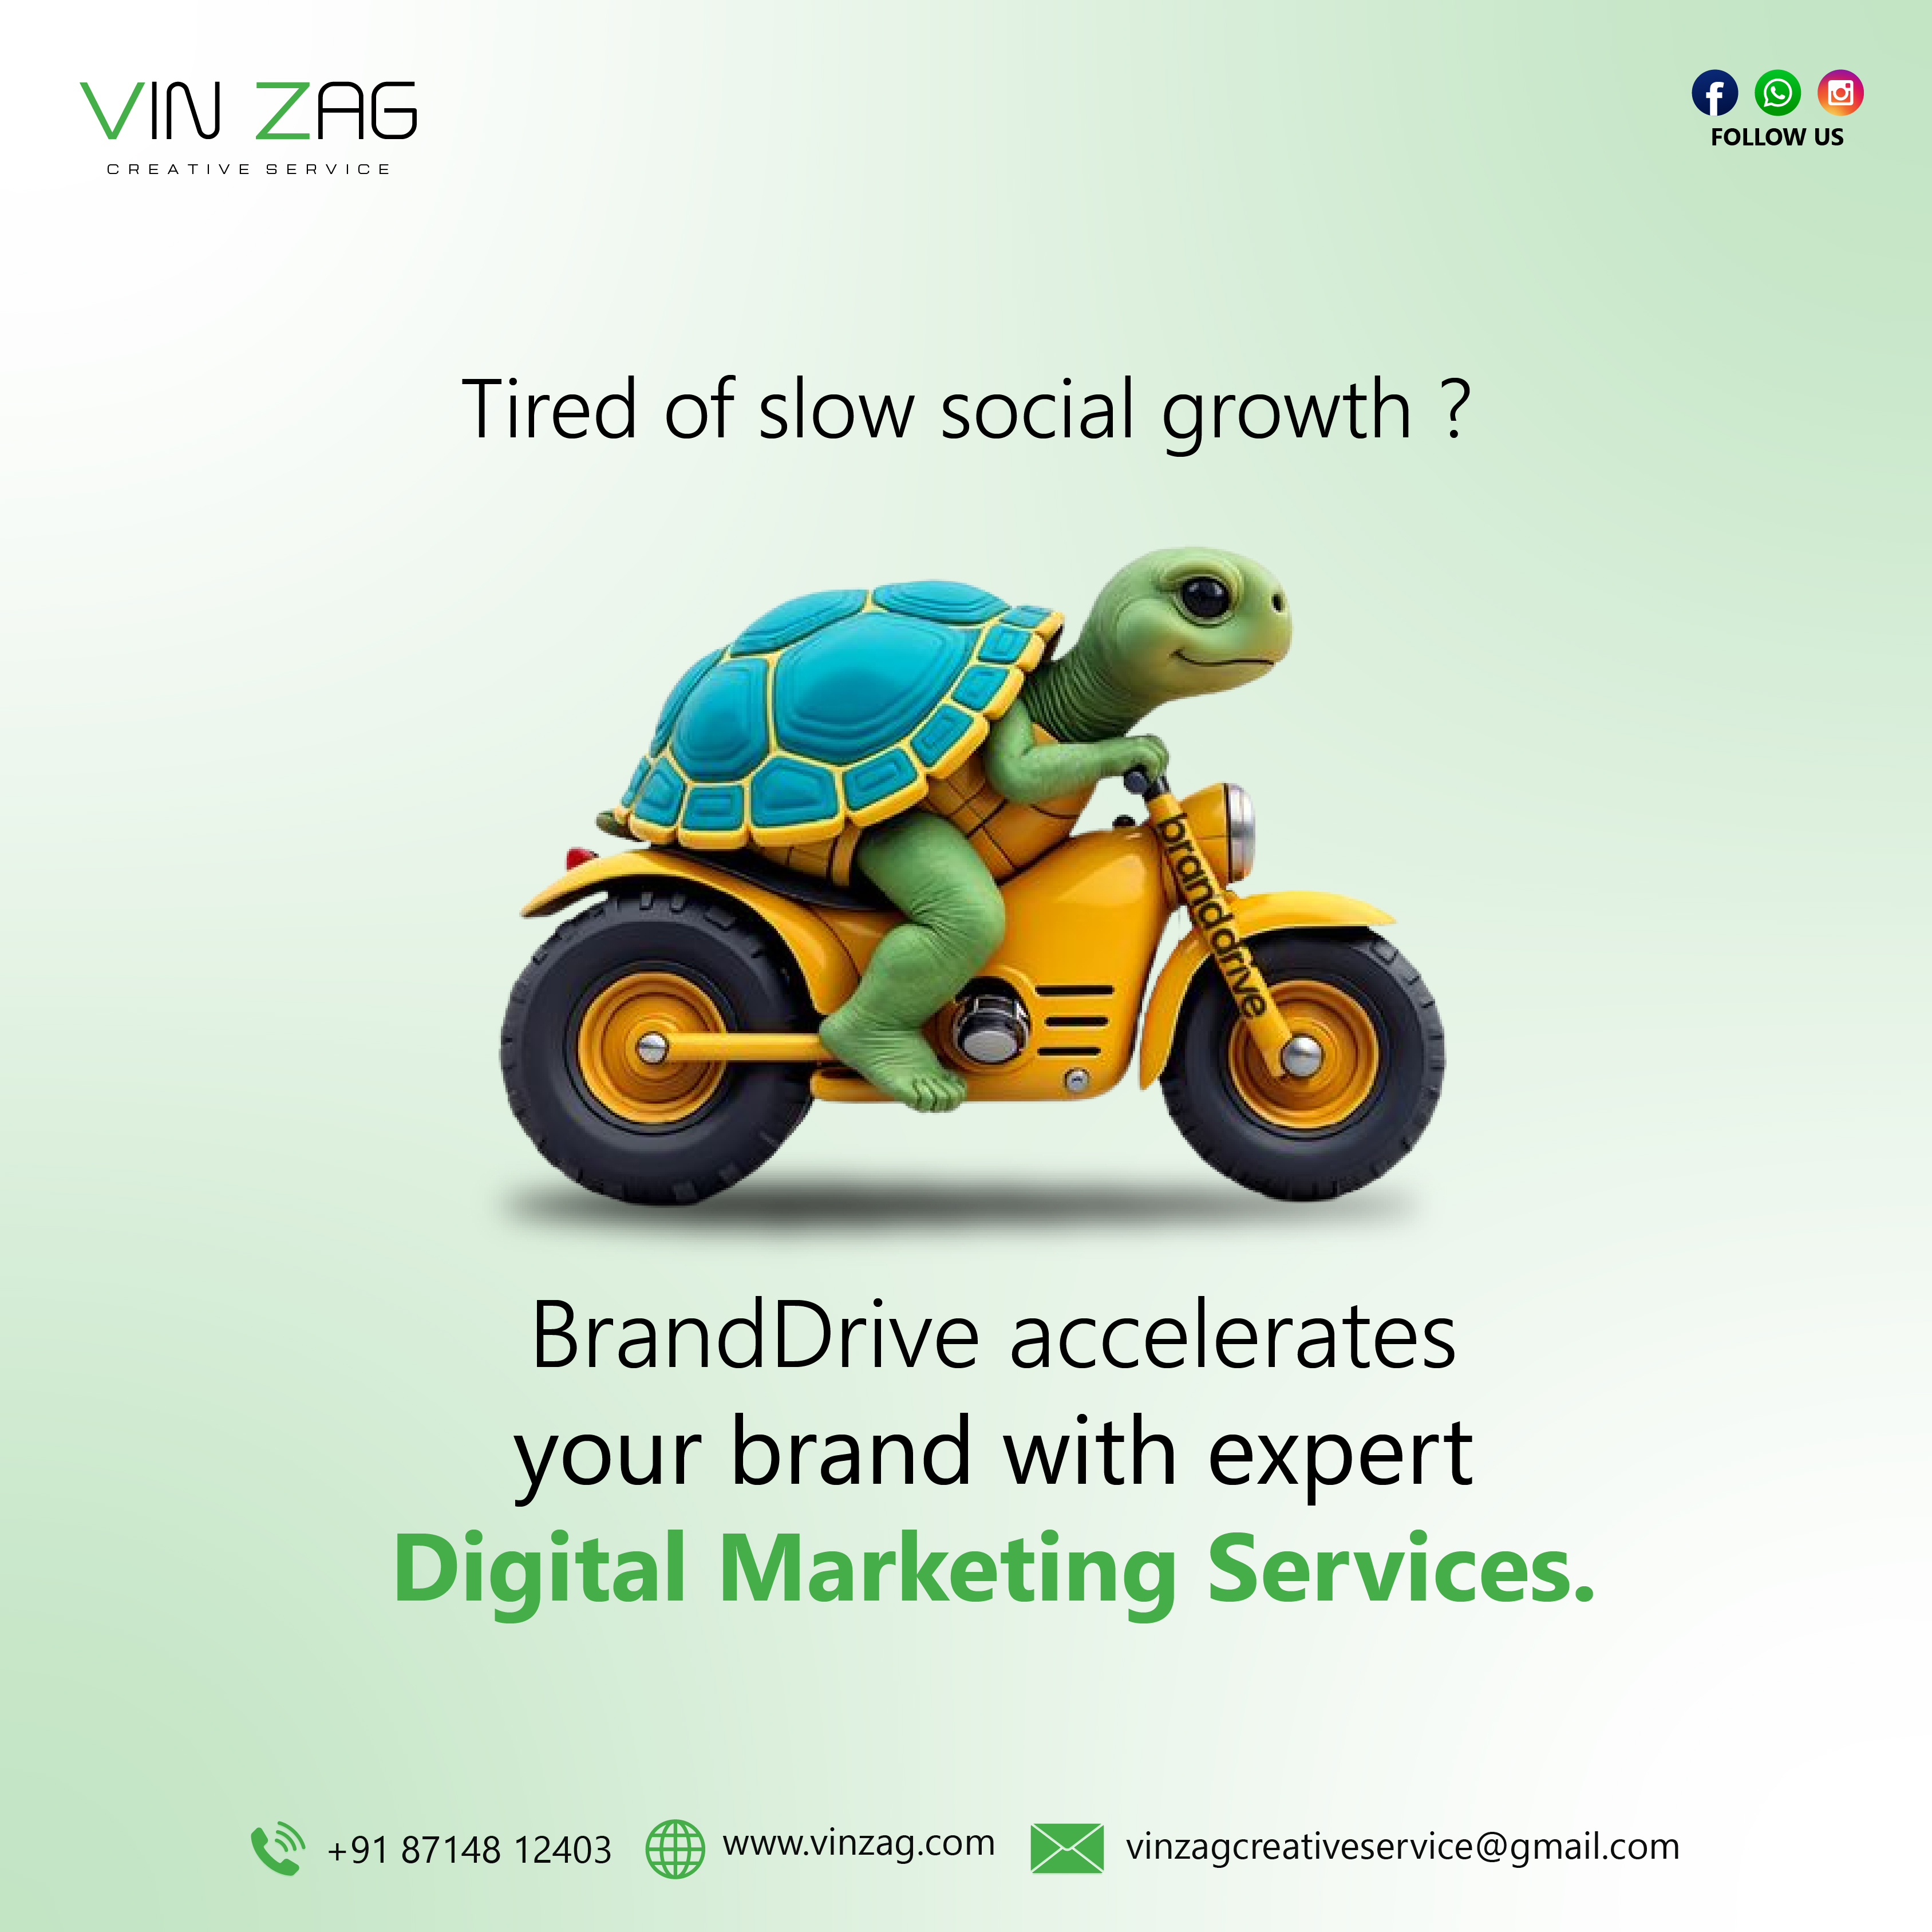 VIN ZAG
CREATIVE SERVICE
FOLLOW US
Tired of slow social growth ?
branddrive
BrandDrive accelerates
your brand with expert
Digital Marketing Services.
+91 87148 12403
www.vinzag.com
vinzagcreativeservice@gmail.com